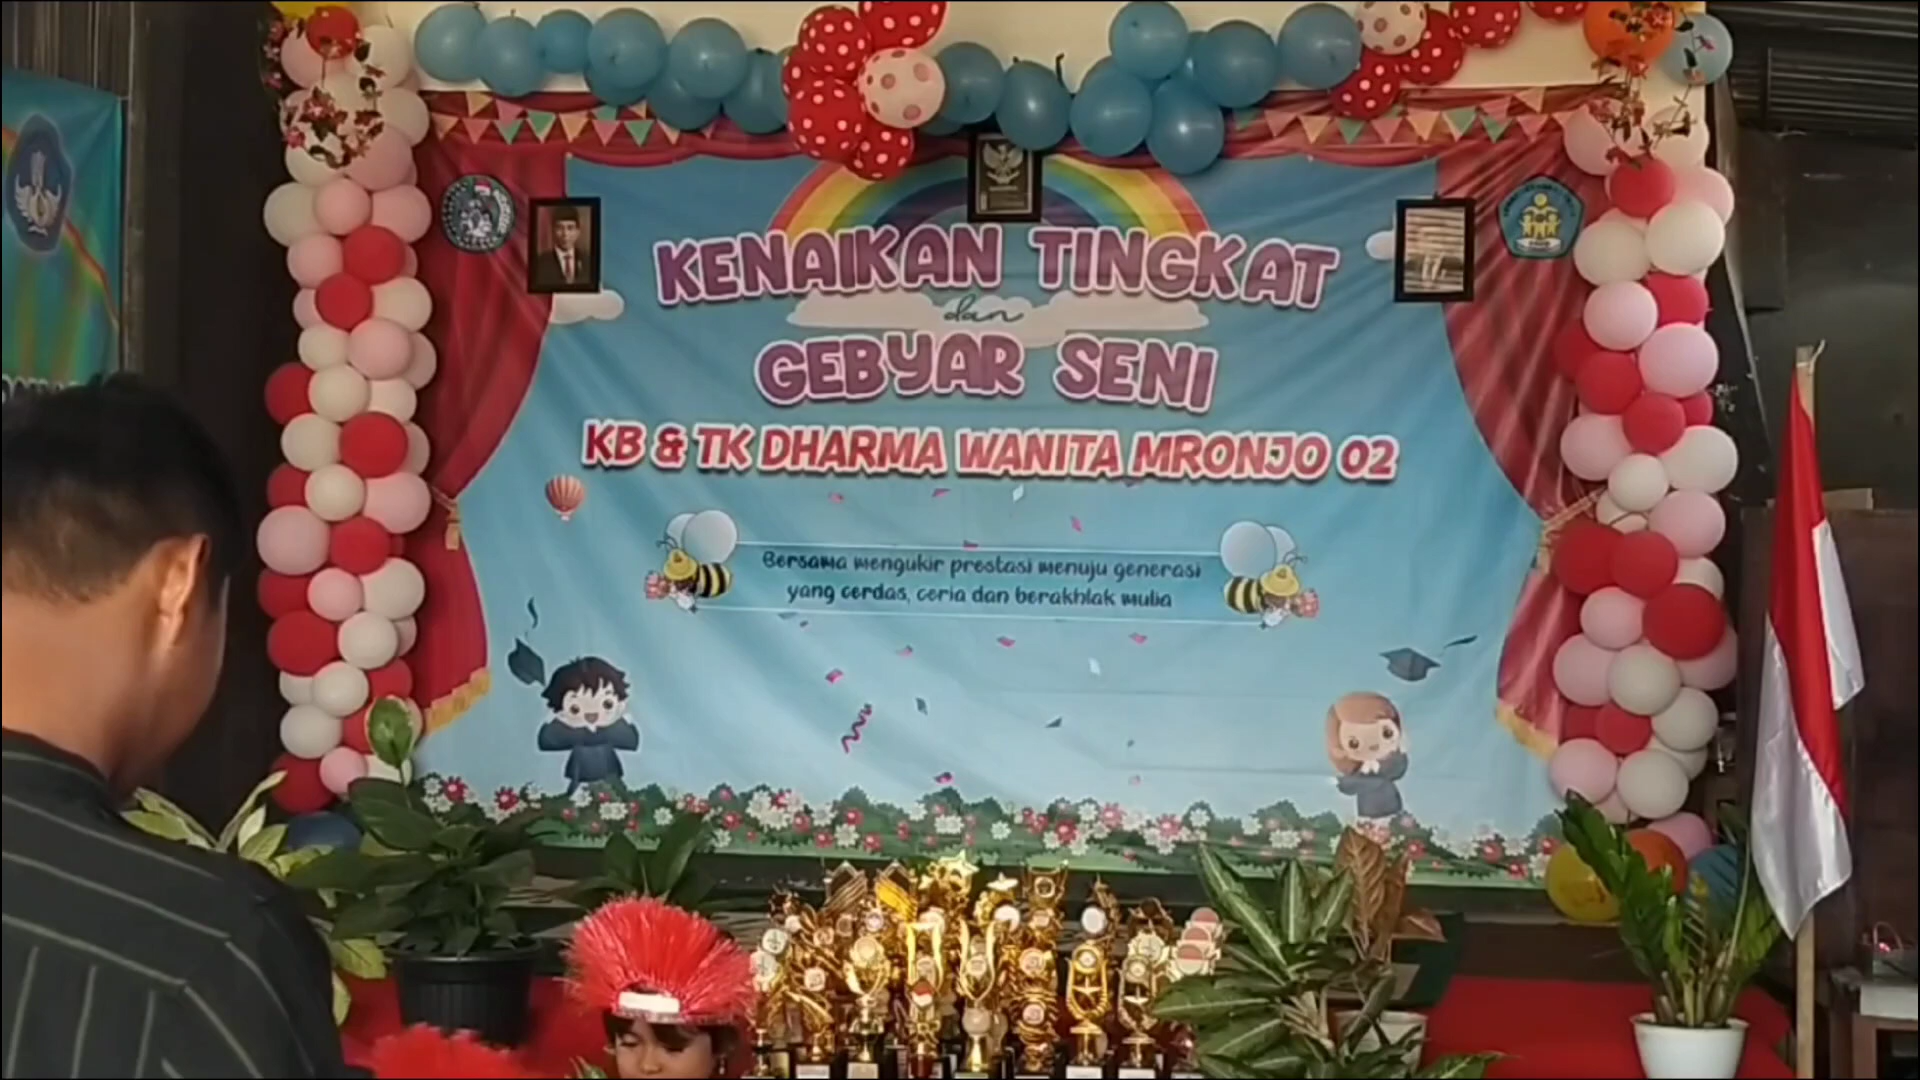 KENAIKAN TINGKAT
dan
GEBYAR SENI
KB & TK DHARMA WANITA MRONJO 02
Bersama mengukir prestasi menuju generasi
yang cerdas, ceria dan berakhlak mulia